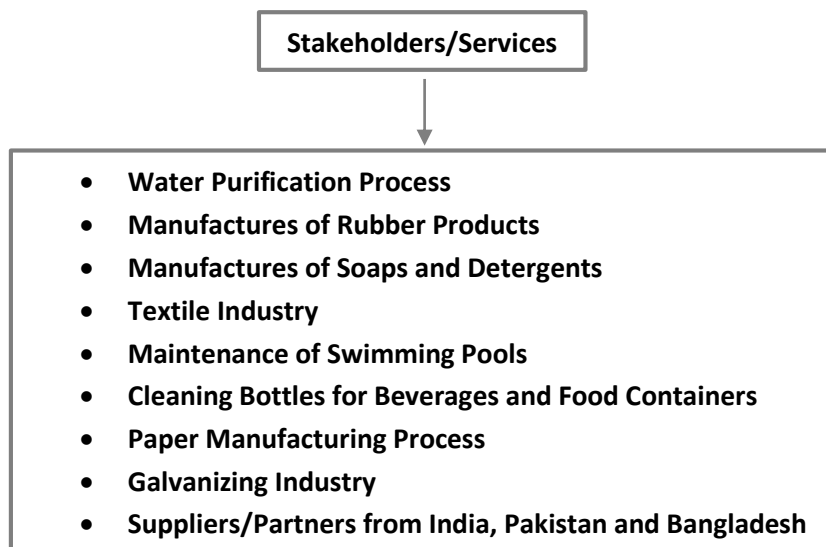 Stakeholders/Services
• Water Purification Process
• Manufactures of Rubber Products
• Manufactures of Soaps and Detergents
• Textile Industry
• Maintenance of Swimming Pools
• Cleaning Bottles for Beverages and Food Containers
• Paper Manufacturing Process
• Galvanizing Industry
• Suppliers/Partners from India, Pakistan and Bangladesh